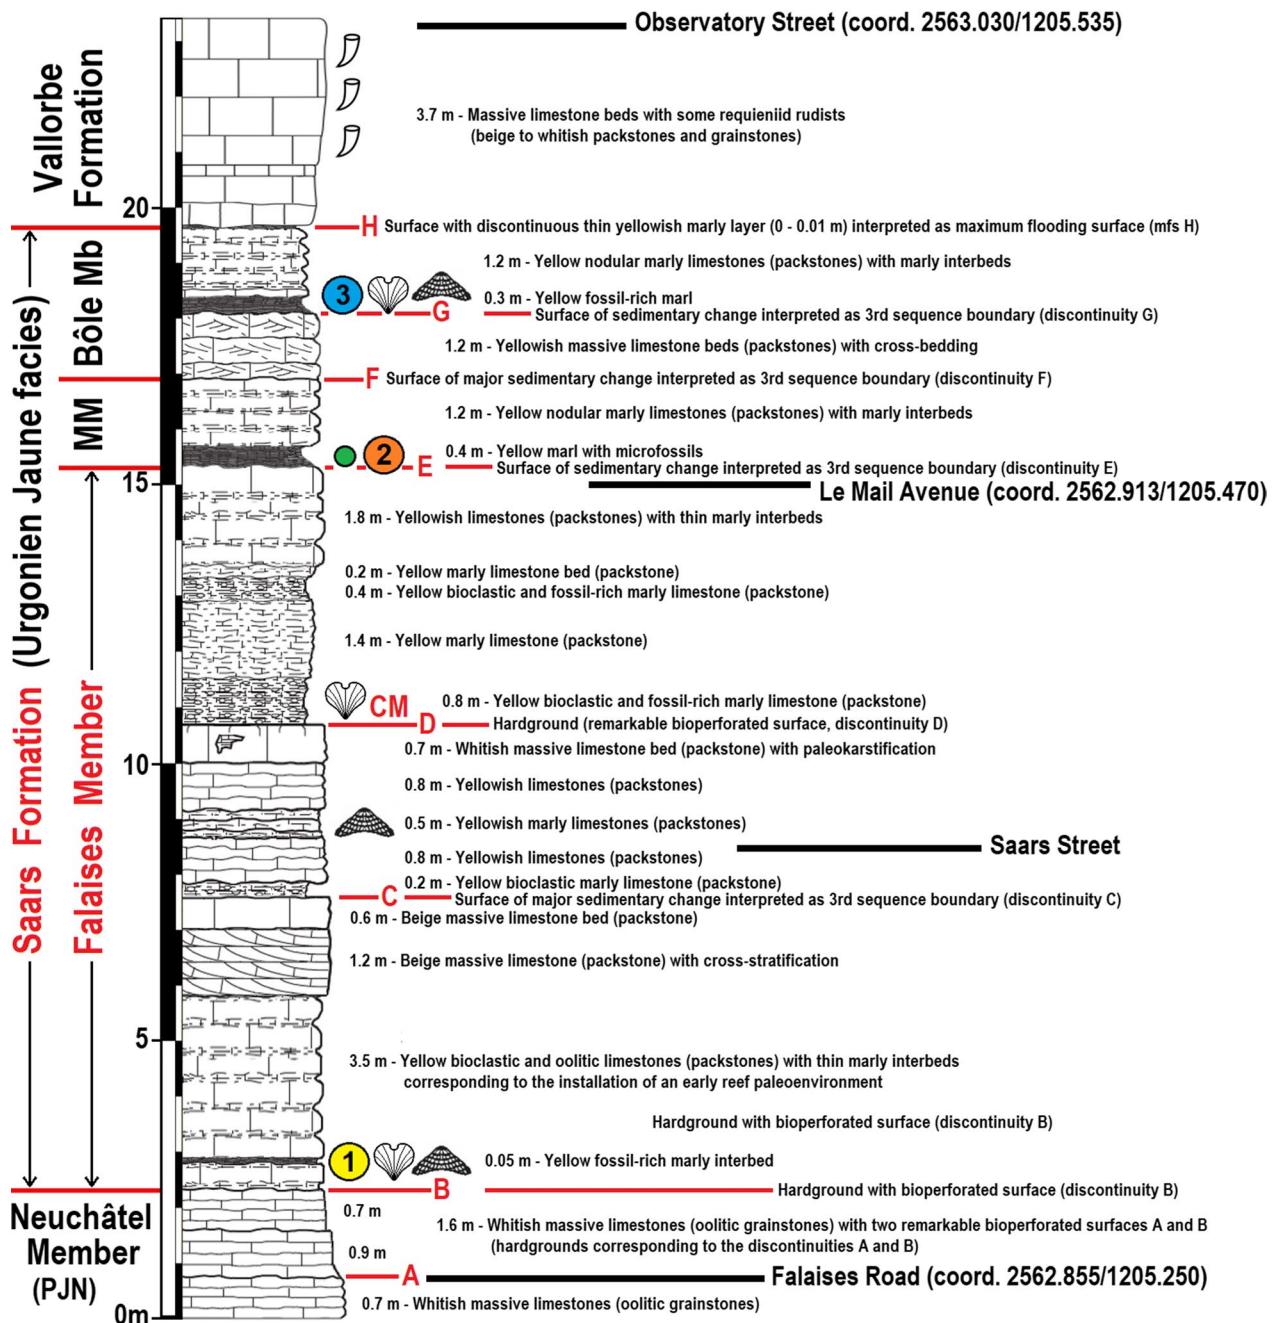 Observatory Street (coord. 2563.030/1205.535)
Vallorbe
Formation
3.7 m - Massive limestone beds with some requieniid rudists
(beige to whitish packstones and grainstones)
20
H Surface with discontinuous thin yellowish marly layer (0 - 0.01 m) interpreted as maximum flooding surface (mfs H)
Bôle Mb
1.2 m - Yellow nodular marly limestones (packstones) with marly interbeds
3
0.3 m - Yellow fossil-rich marl
G Surface of sedimentary change interpreted as 3rd sequence boundary (discontinuity G)
1.2 m - Yellowish massive limestone beds (packstones) with cross-bedding
F Surface of major sedimentary change interpreted as 3rd sequence boundary (discontinuity F)
MM
1.2 m - Yellow nodular marly limestones (packstones) with marly interbeds
2
0.4 m - Yellow marl with microfossils
E Surface of sedimentary change interpreted as 3rd sequence boundary (discontinuity E)
15
Le Mail Avenue (coord. 2562.913/1205.470)
Saars Formation (Urgonien Jaune facies)
Falaises Member
1.8 m - Yellowish limestones (packstones) with thin marly interbeds
0.2 m - Yellow marly limestone bed (packstone)
0.4 m - Yellow bioclastic and fossil-rich marly limestone (packstone)
1.4 m - Yellow marly limestone (packstone)
CM 0.8 m - Yellow bioclastic and fossil-rich marly limestone (packstone)
D Hardground (remarkable bioperforated surface, discontinuity D)
0.7 m - Whitish massive limestone bed (packstone) with paleokarstification
10
0.8 m - Yellowish limestones (packstones)
0.5 m - Yellowish marly limestones (packstones)
Saars Street
0.8 m - Yellowish limestones (packstones)
0.2 m - Yellow bioclastic marly limestone (packstone)
C Surface of major sedimentary change interpreted as 3rd sequence boundary (discontinuity C)
0.6 m - Beige massive limestone bed (packstone)
1.2 m - Beige massive limestone (packstone) with cross-stratification
5
3.5 m - Yellow bioclastic and oolitic limestones (packstones) with thin marly interbeds
corresponding to the installation of an early reef paleoenvironment
Hardground with bioperforated surface (discontinuity B)
1
0.05 m - Yellow fossil-rich marly interbed
B Hardground with bioperforated surface (discontinuity B)
Neuchâtel
Member
(PJN)
0.7 m
1.6 m - Whitish massive limestones (oolitic grainstones) with two remarkable bioperforated surfaces A and B
(hardgrounds corresponding to the discontinuities A and B)
0.9 m
A Falaises Road (coord. 2562.855/1205.250)
0.7 m - Whitish massive limestones (oolitic grainstones)
0m